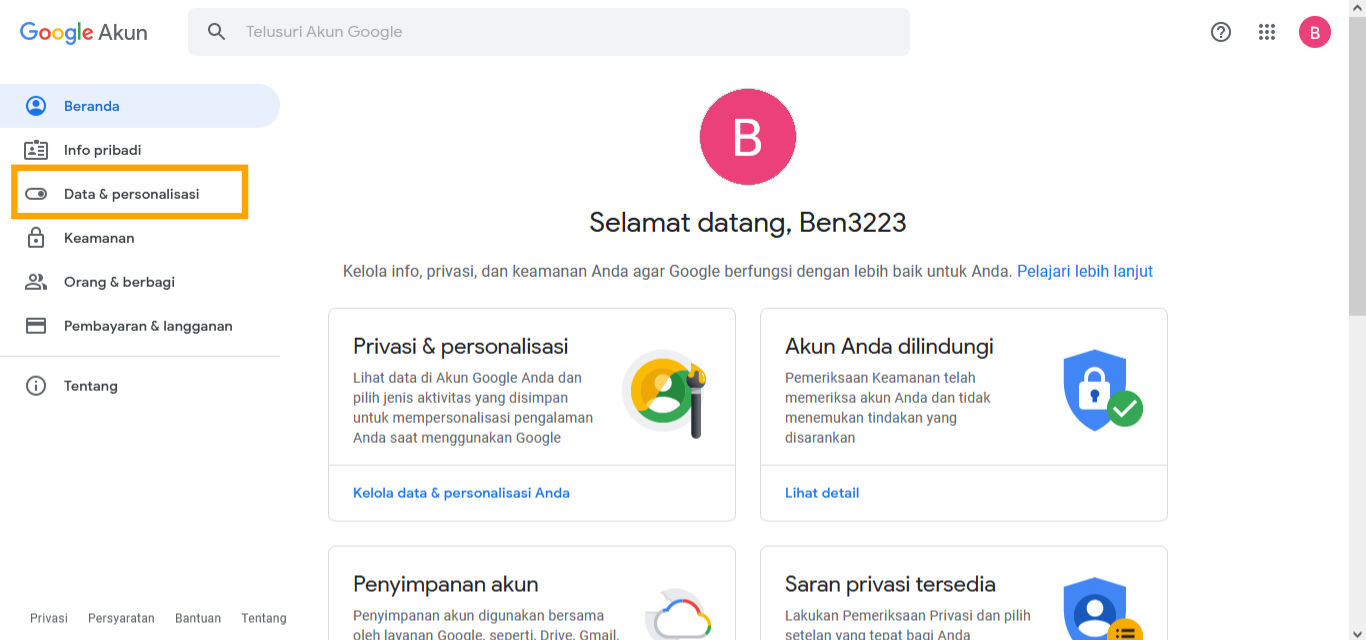 Google Akun
Telusuri Akun Google
B
Beranda
Info pribadi
Data & personalisasi
Keamanan
Orang & berbagi
Pembayaran & langganan
Tentang
B
Selamat datang, Ben3223
Kelola info, privasi, dan keamanan Anda agar Google berfungsi dengan lebih baik untuk Anda. Pelajari lebih lanjut
Privasi & personalisasi
Lihat data di Akun Google Anda dan
pilih jenis aktivitas yang disimpan
untuk mempersonalisasi pengalaman
Anda saat menggunakan Google
Kelola data & personalisasi Anda
Akun Anda dilindungi
Pemeriksaan Keamanan telah
memeriksa akun Anda dan tidak
menemukan tindakan yang
disarankan
Lihat detail
Penyimpanan akun
Penyimpanan akun digunakan bersama
oleh layanan Google, seperti, Drive, Gmail,
Saran privasi tersedia
Lakukan Pemeriksaan Privasi dan pilih
setelan yang tepat bagi Anda
Privasi Persyaratan Bantuan Tentang